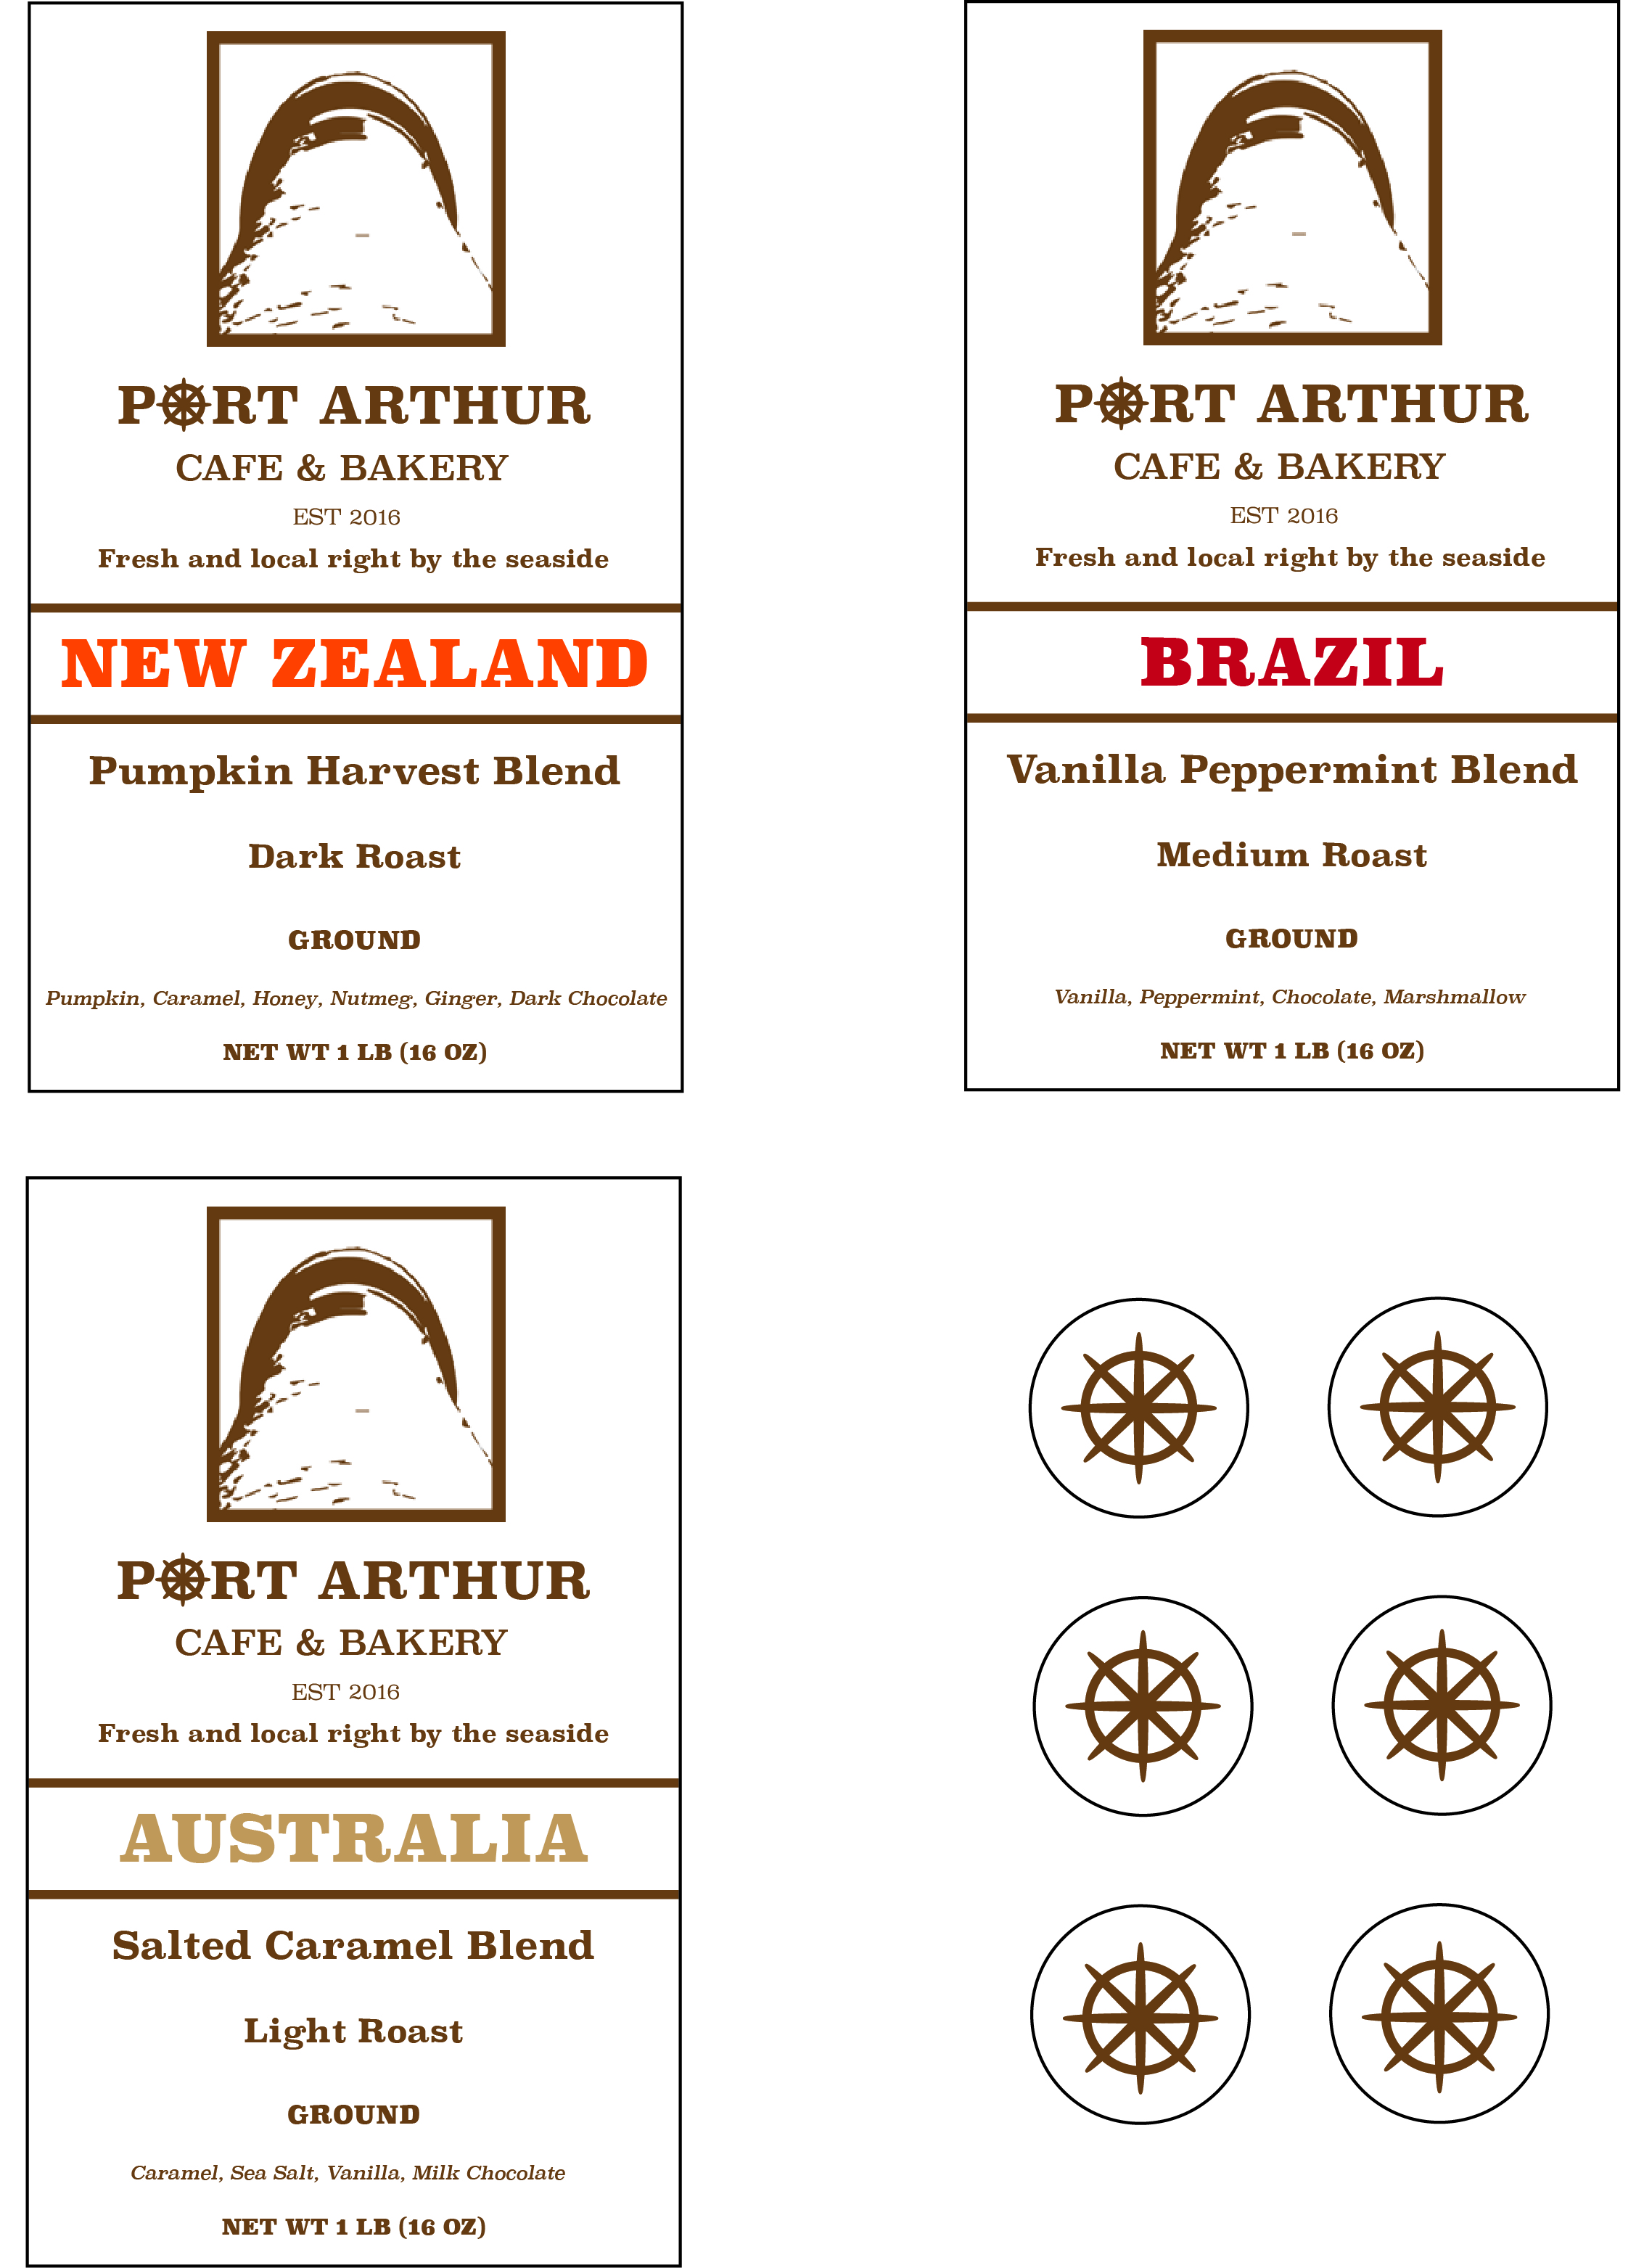 PORT ARTHUR
CAFE & BAKERY
EST 2016
Fresh and local right by the seaside
NEW ZEALAND
Pumpkin Harvest Blend
Dark Roast
GROUND
Pumpkin, Caramel, Honey, Nutmeg, Ginger, Dark Chocolate
NET WT 1 LB (16 OZ)
PORT ARTHUR
CAFE & BAKERY
EST 2016
Fresh and local right by the seaside
BRAZIL
Vanilla Peppermint Blend
Medium Roast
GROUND
Vanilla, Peppermint, Chocolate, Marshmallow
NET WT 1 LB (16 OZ)
PORT ARTHUR
CAFE & BAKERY
EST 2016
Fresh and local right by the seaside
AUSTRALIA
Salted Caramel Blend
Light Roast
GROUND
Caramel, Sea Salt, Vanilla, Milk Chocolate
NET WT 1 LB (16 OZ)